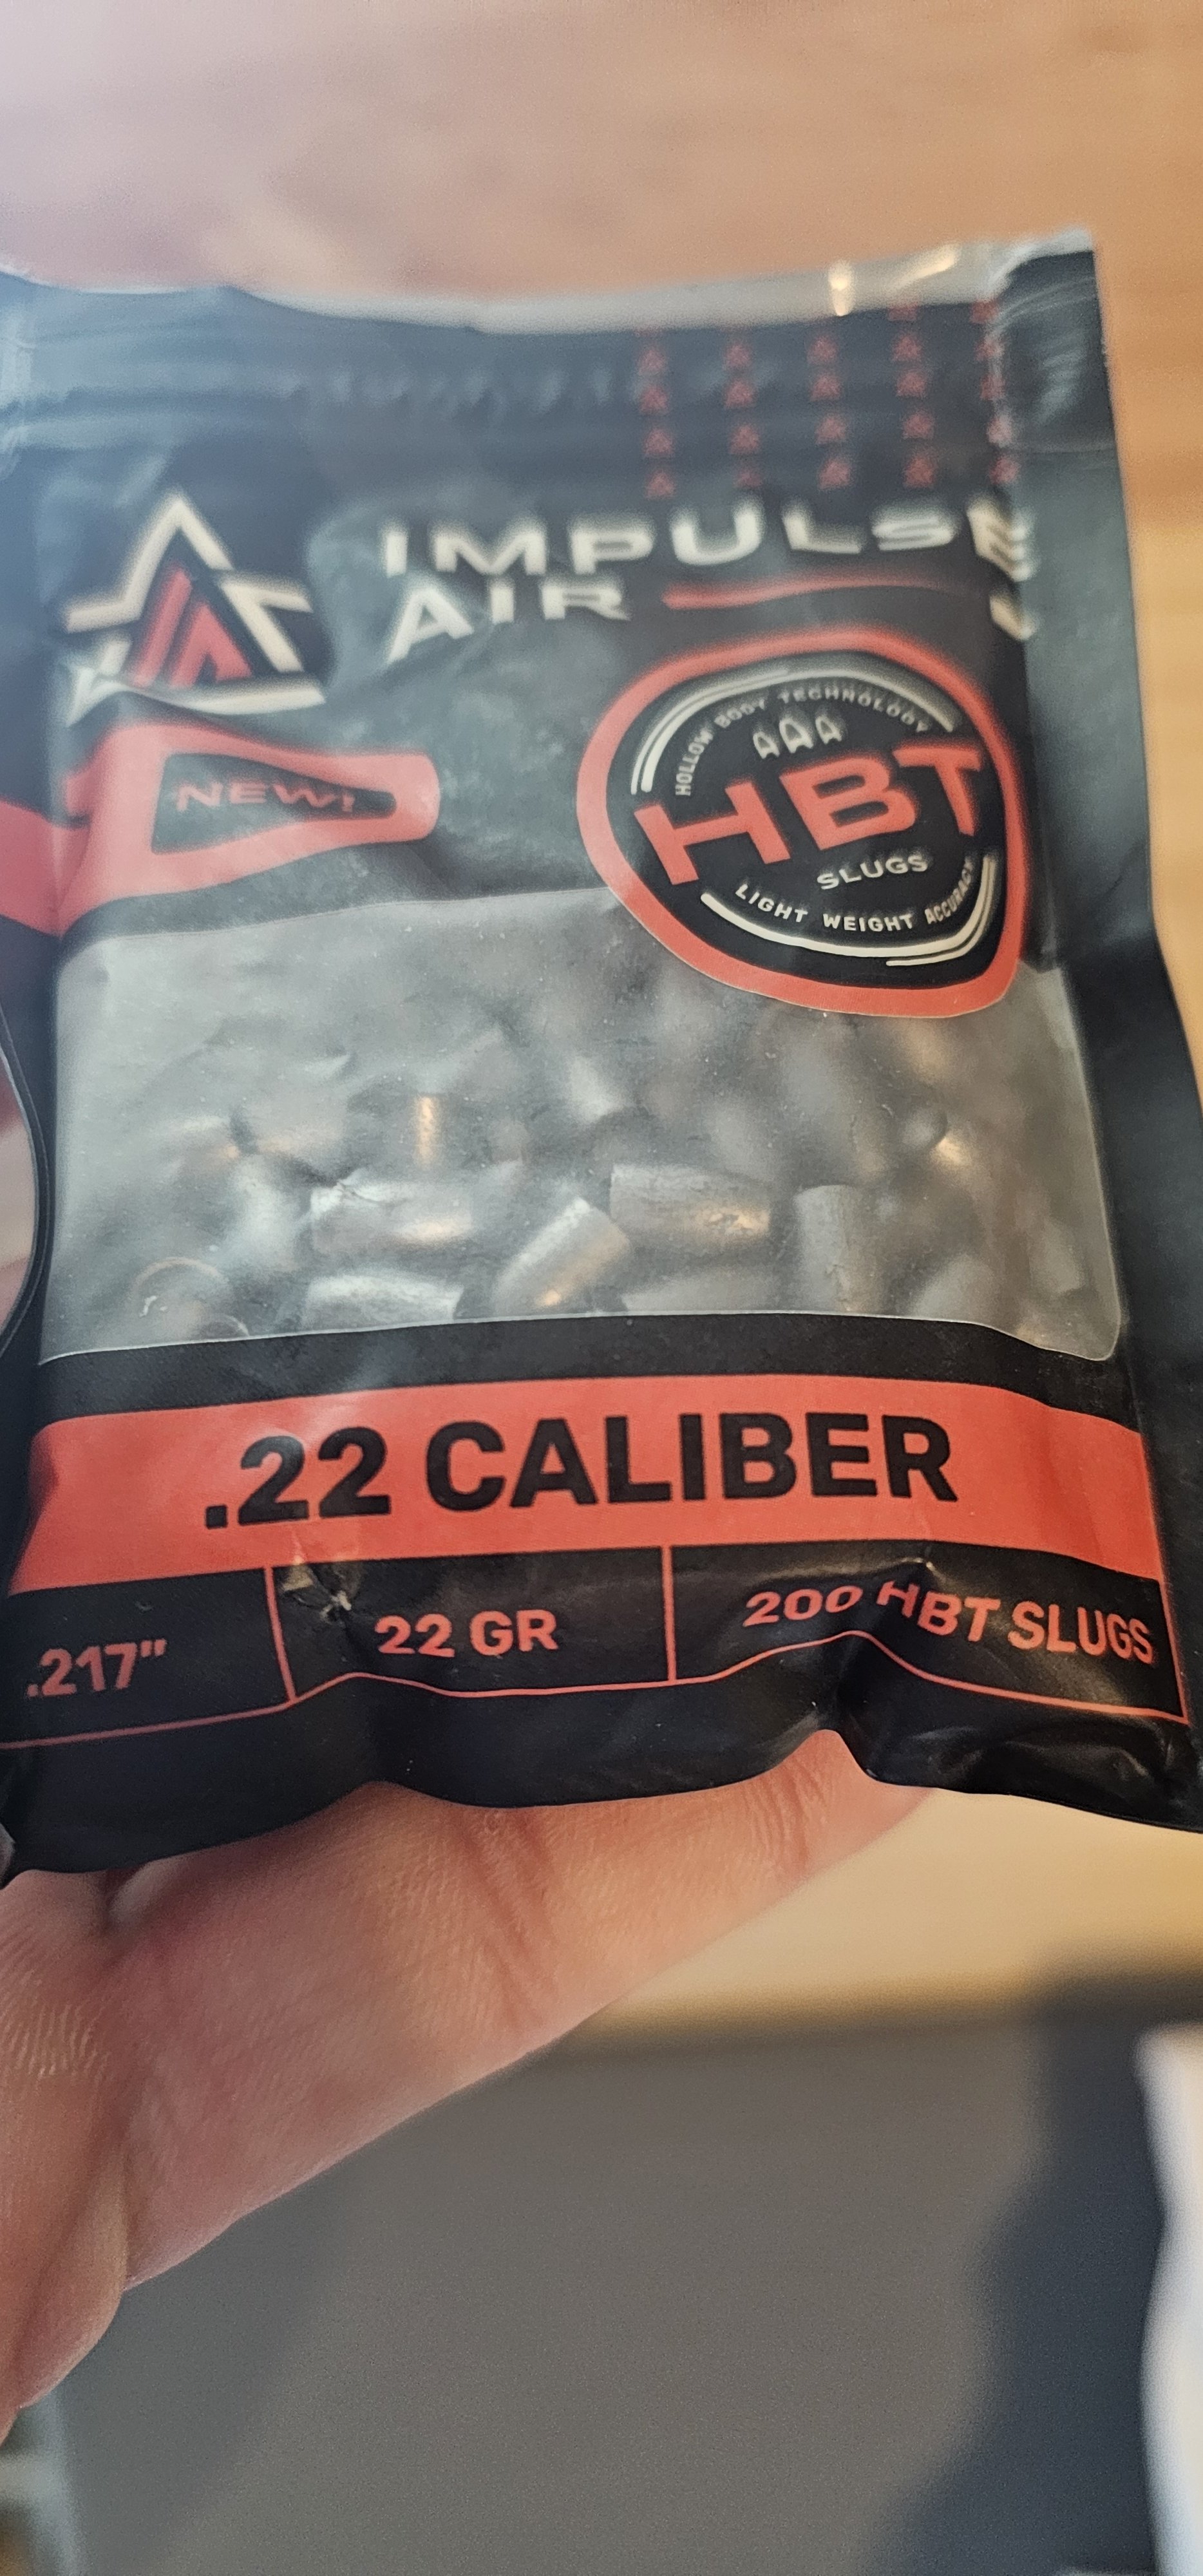 IMPULSE
AIR
NEW!
HOLLOW BODY TECHNOLOGY
HBT
SLUGS
LIGHT WEIGHT ACCURACY
.22 CALIBER
.217"
22 GR
200 HBT SLUGS